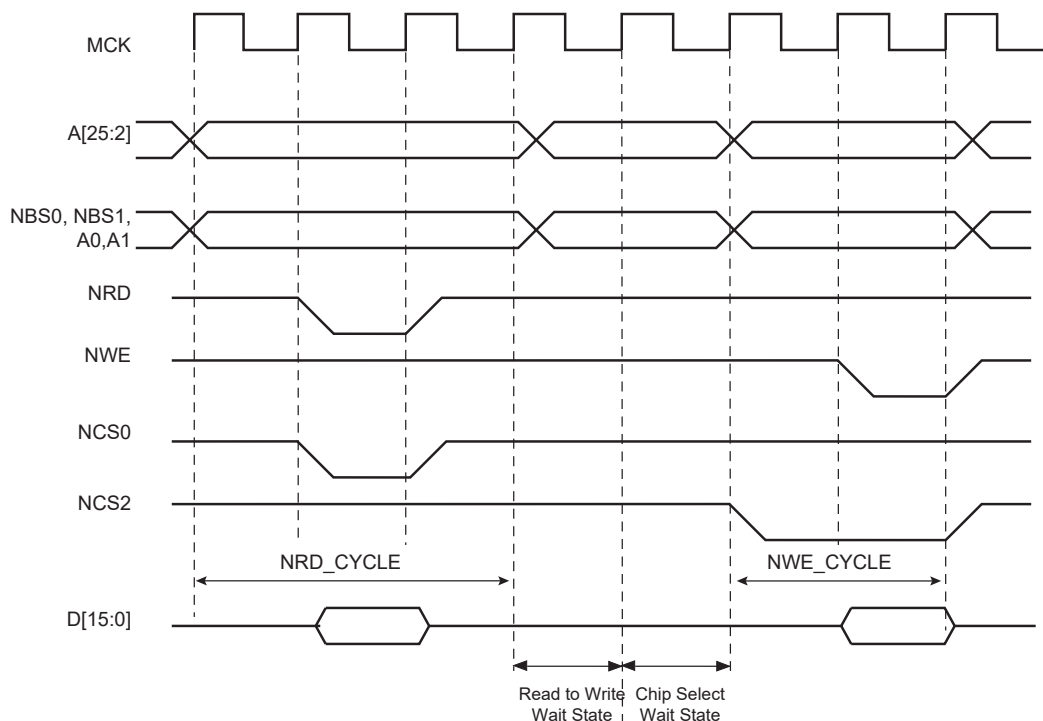 MCK
A[25:2]
NBS0, NBS1,
A0,A1
NRD
NWE
NCS0
NCS2
NRD_CYCLE
NWE_CYCLE
D[15:0]
Read to Write
Wait State
Chip Select
Wait State